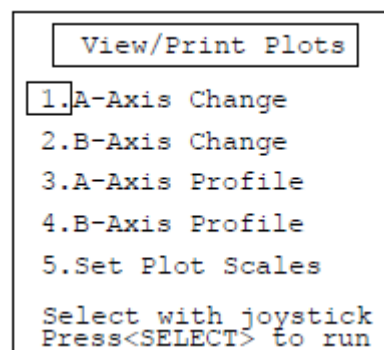 View/Print Plots
1.A-Axis Change
2.B-Axis Change
3.A-Axis Profile
4.B-Axis Profile
5.Set Plot Scales
Select with joystick
Press<SELECT> to run